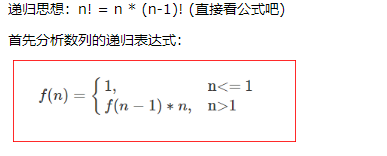 递归思想：n! = n * (n-1)! (直接看公式吧)
首先分析数列的递归表达式：
f(n) = { 1, n<= 1
f(n − 1) * n, n>1